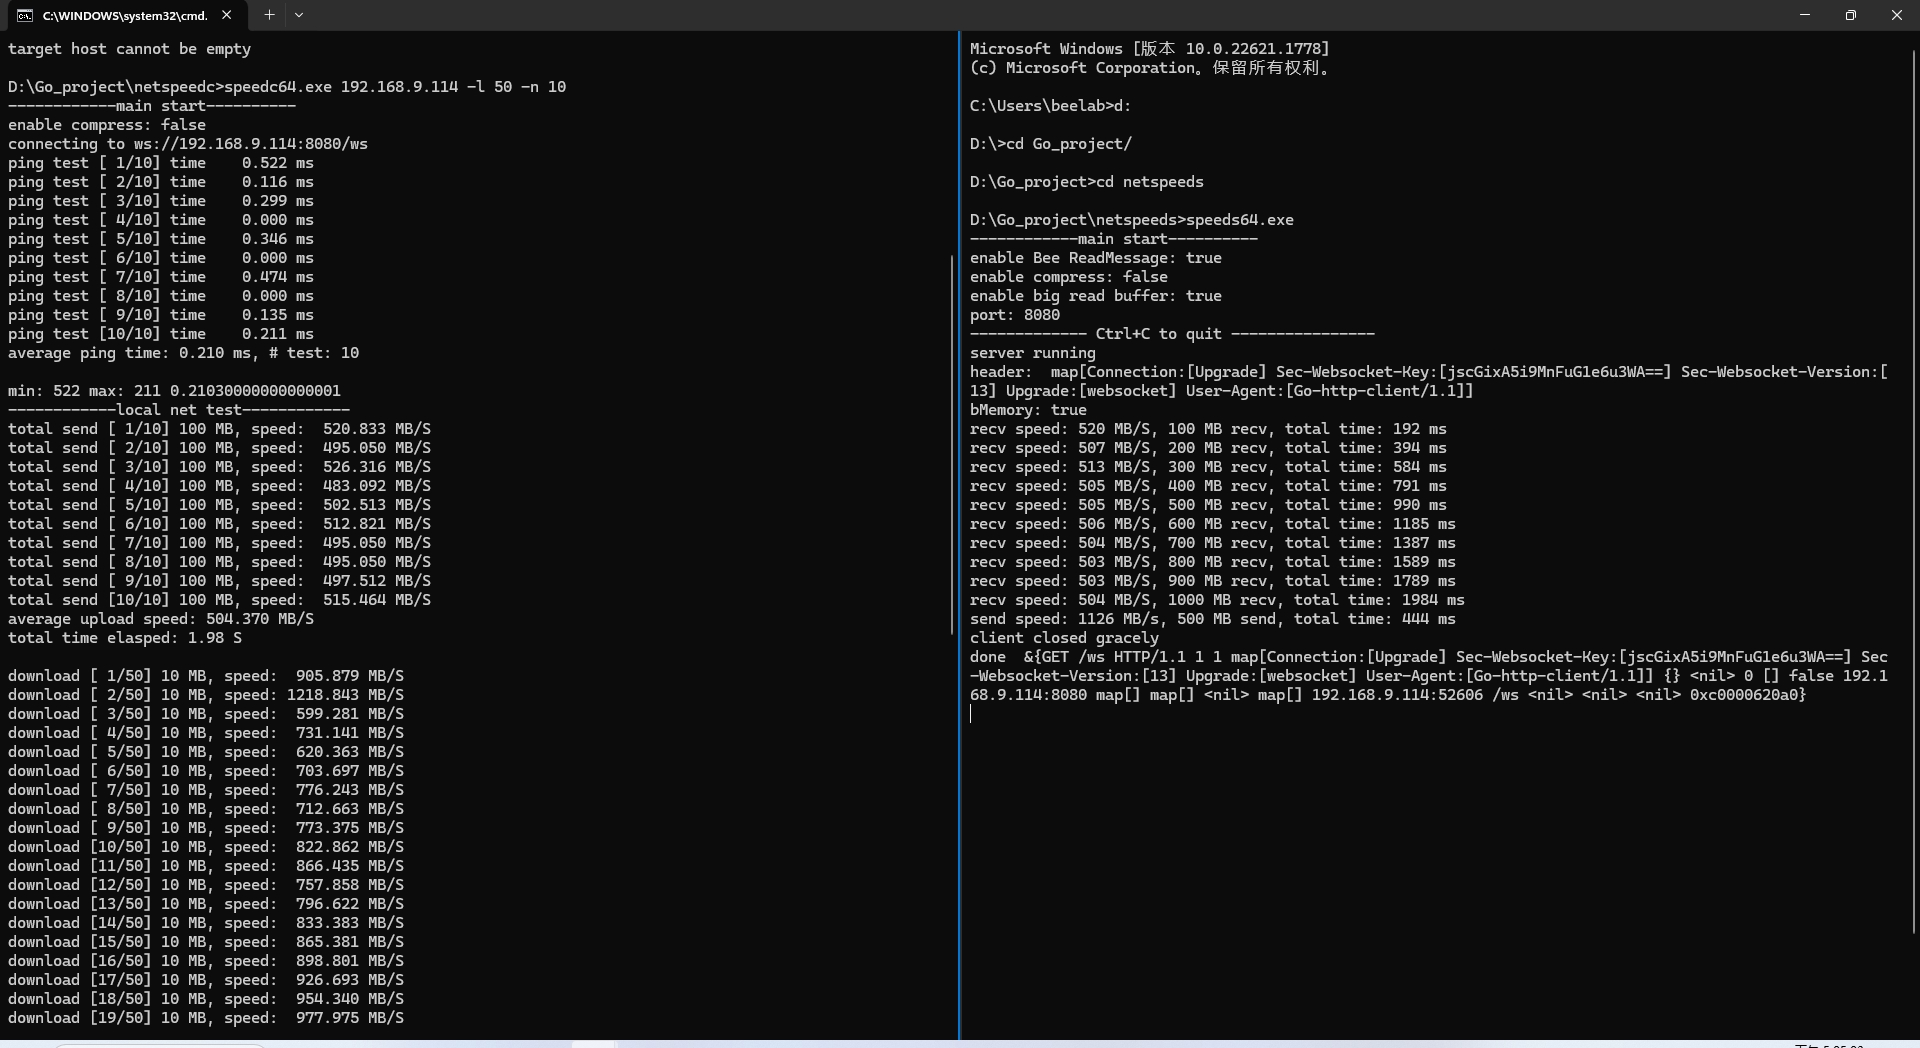 C:\WINDOWS\system32\cmd.
target host cannot be empty
D:\Go_project\netspeedc>speedc64.exe 192.168.9.114 -l 50 -n 10
------------main start----------
enable compress: false
connecting to ws://192.168.9.114:8080/ws
ping test [ 1/10] time    0.522 ms
ping test [ 2/10] time    0.116 ms
ping test [ 3/10] time    0.299 ms
ping test [ 4/10] time    0.000 ms
ping test [ 5/10] time    0.346 ms
ping test [ 6/10] time    0.000 ms
ping test [ 7/10] time    0.474 ms
ping test [ 8/10] time    0.000 ms
ping test [ 9/10] time    0.135 ms
ping test [10/10] time    0.211 ms
average ping time: 0.210 ms, # test: 10
min: 522 max: 211 0.21030000000000001
------------local net test------------
total send [ 1/10] 100 MB, speed:  520.833 MB/S
total send [ 2/10] 100 MB, speed:  495.050 MB/S
total send [ 3/10] 100 MB, speed:  526.316 MB/S
total send [ 4/10] 100 MB, speed:  483.092 MB/S
total send [ 5/10] 100 MB, speed:  502.513 MB/S
total send [ 6/10] 100 MB, speed:  512.821 MB/S
total send [ 7/10] 100 MB, speed:  495.050 MB/S
total send [ 8/10] 100 MB, speed:  495.050 MB/S
total send [ 9/10] 100 MB, speed:  497.512 MB/S
total send [10/10] 100 MB, speed:  515.464 MB/S
average upload speed: 504.370 MB/S
total time elasped: 1.98 S
download [ 1/50] 10 MB, speed:  905.879 MB/S
download [ 2/50] 10 MB, speed: 1218.843 MB/S
download [ 3/50] 10 MB, speed:  599.281 MB/S
download [ 4/50] 10 MB, speed:  731.141 MB/S
download [ 5/50] 10 MB, speed:  620.363 MB/S
download [ 6/50] 10 MB, speed:  703.697 MB/S
download [ 7/50] 10 MB, speed:  776.243 MB/S
download [ 8/50] 10 MB, speed:  712.663 MB/S
download [ 9/50] 10 MB, speed:  773.375 MB/S
download [10/50] 10 MB, speed:  822.862 MB/S
download [11/50] 10 MB, speed:  866.435 MB/S
download [12/50] 10 MB, speed:  757.858 MB/S
download [13/50] 10 MB, speed:  796.622 MB/S
download [14/50] 10 MB, speed:  833.383 MB/S
download [15/50] 10 MB, speed:  865.381 MB/S
download [16/50] 10 MB, speed:  898.801 MB/S
download [17/50] 10 MB, speed:  926.693 MB/S
download [18/50] 10 MB, speed:  954.340 MB/S
download [19/50] 10 MB, speed:  977.975 MB/S
Microsoft Windows [版本 10.0.22621.1778]
(c) Microsoft Corporation。保留所有权利。
C:\Users\beelab>d:
D:\>cd Go_project/
D:\Go_project>cd netspeeds
D:\Go_project\netspeeds>speeds64.exe
------------main start----------
enable Bee ReadMessage: true
enable compress: false
enable big read buffer: true
port: 8080
------------- Ctrl+C to quit ----------------
server running
header:  map[Connection:[Upgrade] Sec-Websocket-Key:[jscGixA5i9MnFuG1e6u3WA==] Sec-Websocket-Version:[
13] Upgrade:[websocket] User-Agent:[Go-http-client/1.1]]
bMemory: true
recv speed: 520 MB/S, 100 MB recv, total time: 192 ms
recv speed: 507 MB/S, 200 MB recv, total time: 394 ms
recv speed: 513 MB/S, 300 MB recv, total time: 584 ms
recv speed: 505 MB/S, 400 MB recv, total time: 791 ms
recv speed: 505 MB/S, 500 MB recv, total time: 990 ms
recv speed: 506 MB/S, 600 MB recv, total time: 1185 ms
recv speed: 504 MB/S, 700 MB recv, total time: 1387 ms
recv speed: 503 MB/S, 800 MB recv, total time: 1589 ms
recv speed: 503 MB/S, 900 MB recv, total time: 1789 ms
recv speed: 504 MB/S, 1000 MB recv, total time: 1984 ms
send speed: 1126 MB/s, 500 MB send, total time: 444 ms
client closed gracely
done  &{GET /ws HTTP/1.1 1 1 map[Connection:[Upgrade] Sec-Websocket-Key:[jscGixA5i9MnFuG1e6u3WA==] Sec
-Websocket-Version:[13] Upgrade:[websocket] User-Agent:[Go-http-client/1.1]] {} <nil> 0 [] false 192.1
68.9.114:8080 map[] map[] <nil> map[] 192.168.9.114:52606 /ws <nil> <nil> <nil> 0xc0000620a0}